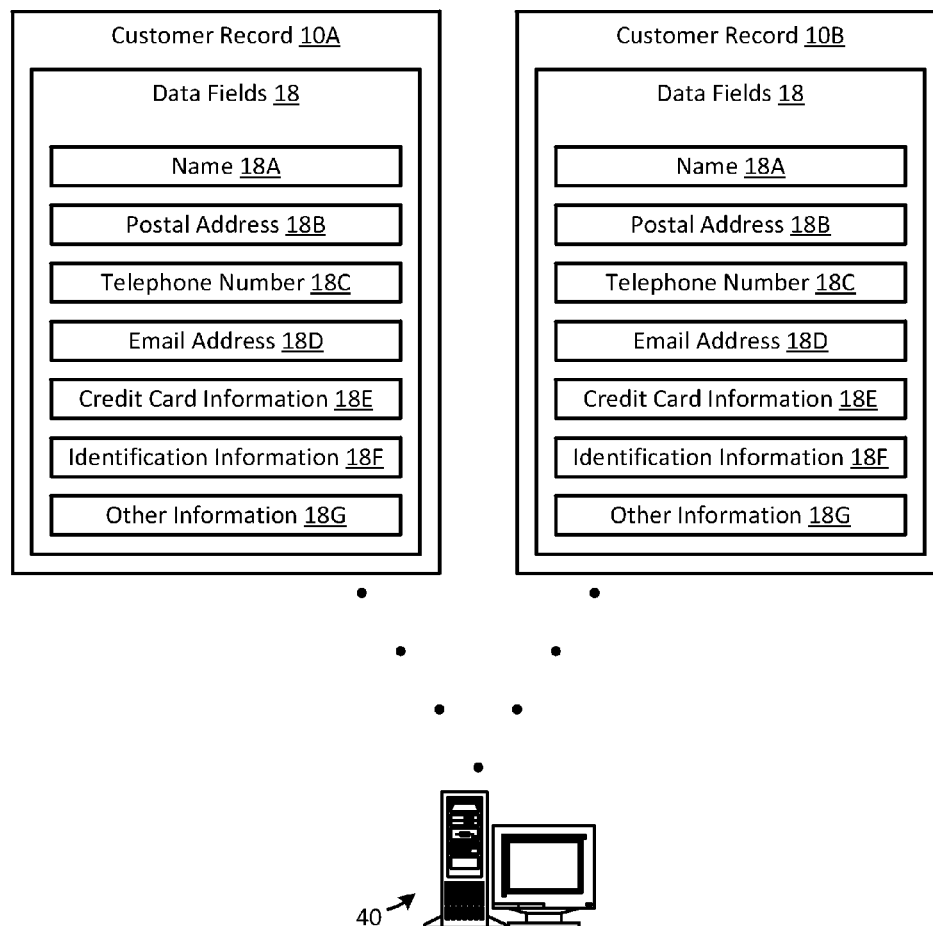 Customer Record 10A
Data Fields 18
Name 18A
Postal Address 18B
Telephone Number 18C
Email Address 18D
Credit Card Information 18E
Identification Information 18F
Other Information 18G
Customer Record 10B
Data Fields 18
Name 18A
Postal Address 18B
Telephone Number 18C
Email Address 18D
Credit Card Information 18E
Identification Information 18F
Other Information 18G
40